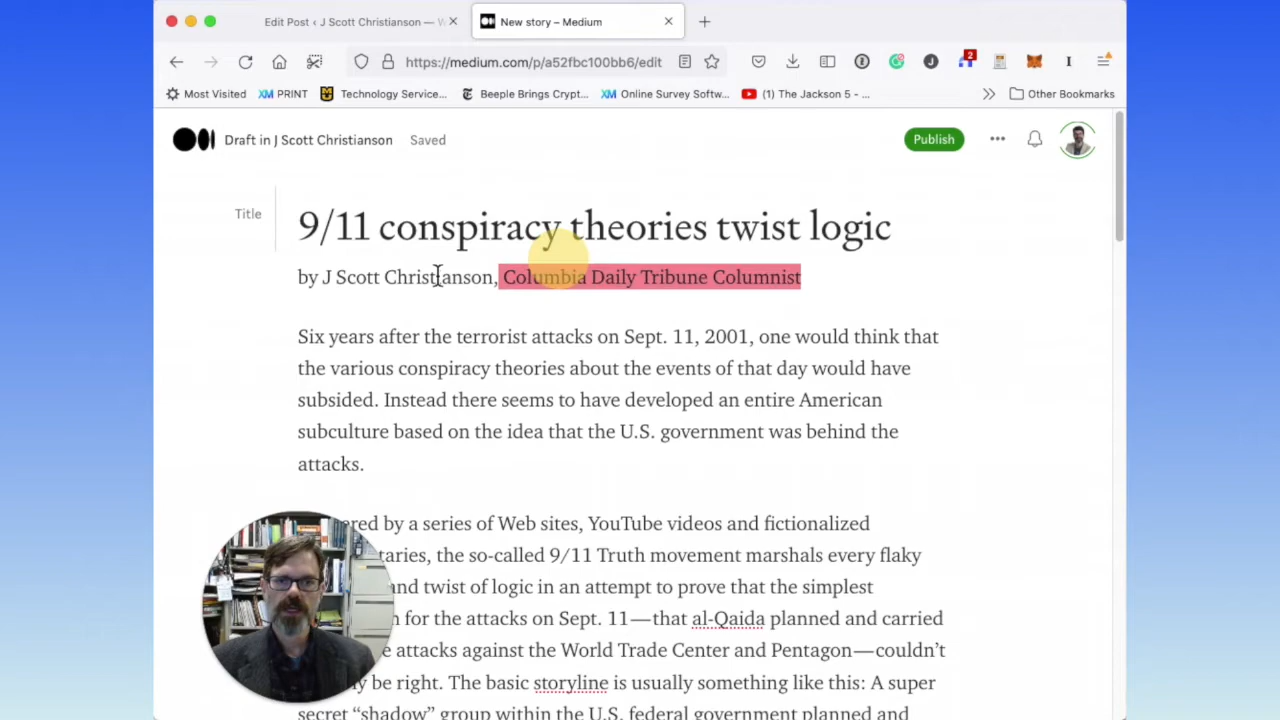 Edit Post ‹ J Scott Christianson — W
New story – Medium
https://medium.com/p/a52fbc100bb6/edit
2
J
I
Most Visited
XM PRINT
Technology Service...
Beeple Brings Crypt...
XM Online Survey Softw...
(1) The Jackson 5 - ...
Other Bookmarks
Draft in J Scott Christianson
Saved
Publish
Title
9/11 conspiracy theories twist logic
by J Scott Christianson, Columbia Daily Tribune Columnist
Six years after the terrorist attacks on Sept. 11, 2001, one would think that
the various conspiracy theories about the events of that day would have
subsided. Instead there seems to have developed an entire American
subculture based on the idea that the U.S. government was behind the
attacks.
ered by a series of Web sites, YouTube videos and fictionalized
taries, the so-called 9/11 Truth movement marshals every flaky
and twist of logic in an attempt to prove that the simplest
n for the attacks on Sept. 11 — that al-Qaida planned and carried
e attacks against the World Trade Center and Pentagon — couldn’t
y be right. The basic storyline is usually something like this: A super
secret “shadow” group within the U.S. federal government planned and